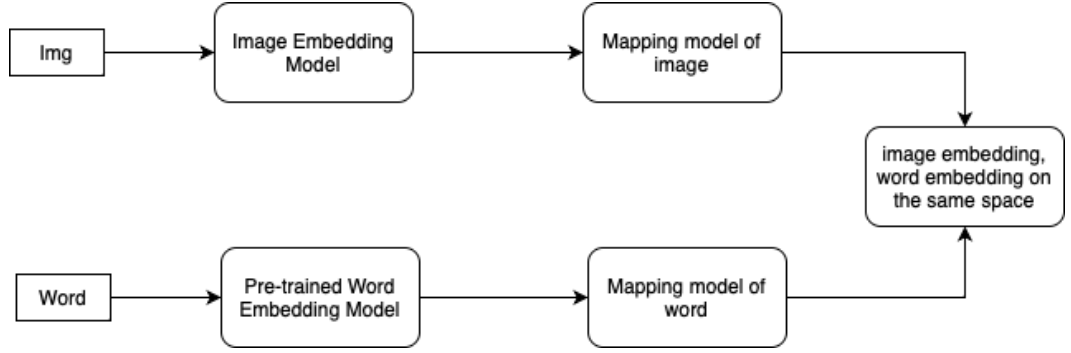 Img
Image Embedding
Model
Mapping model of
image
image embedding,
word embedding on
the same space
Word
Pre-trained Word
Embedding Model
Mapping model of
word